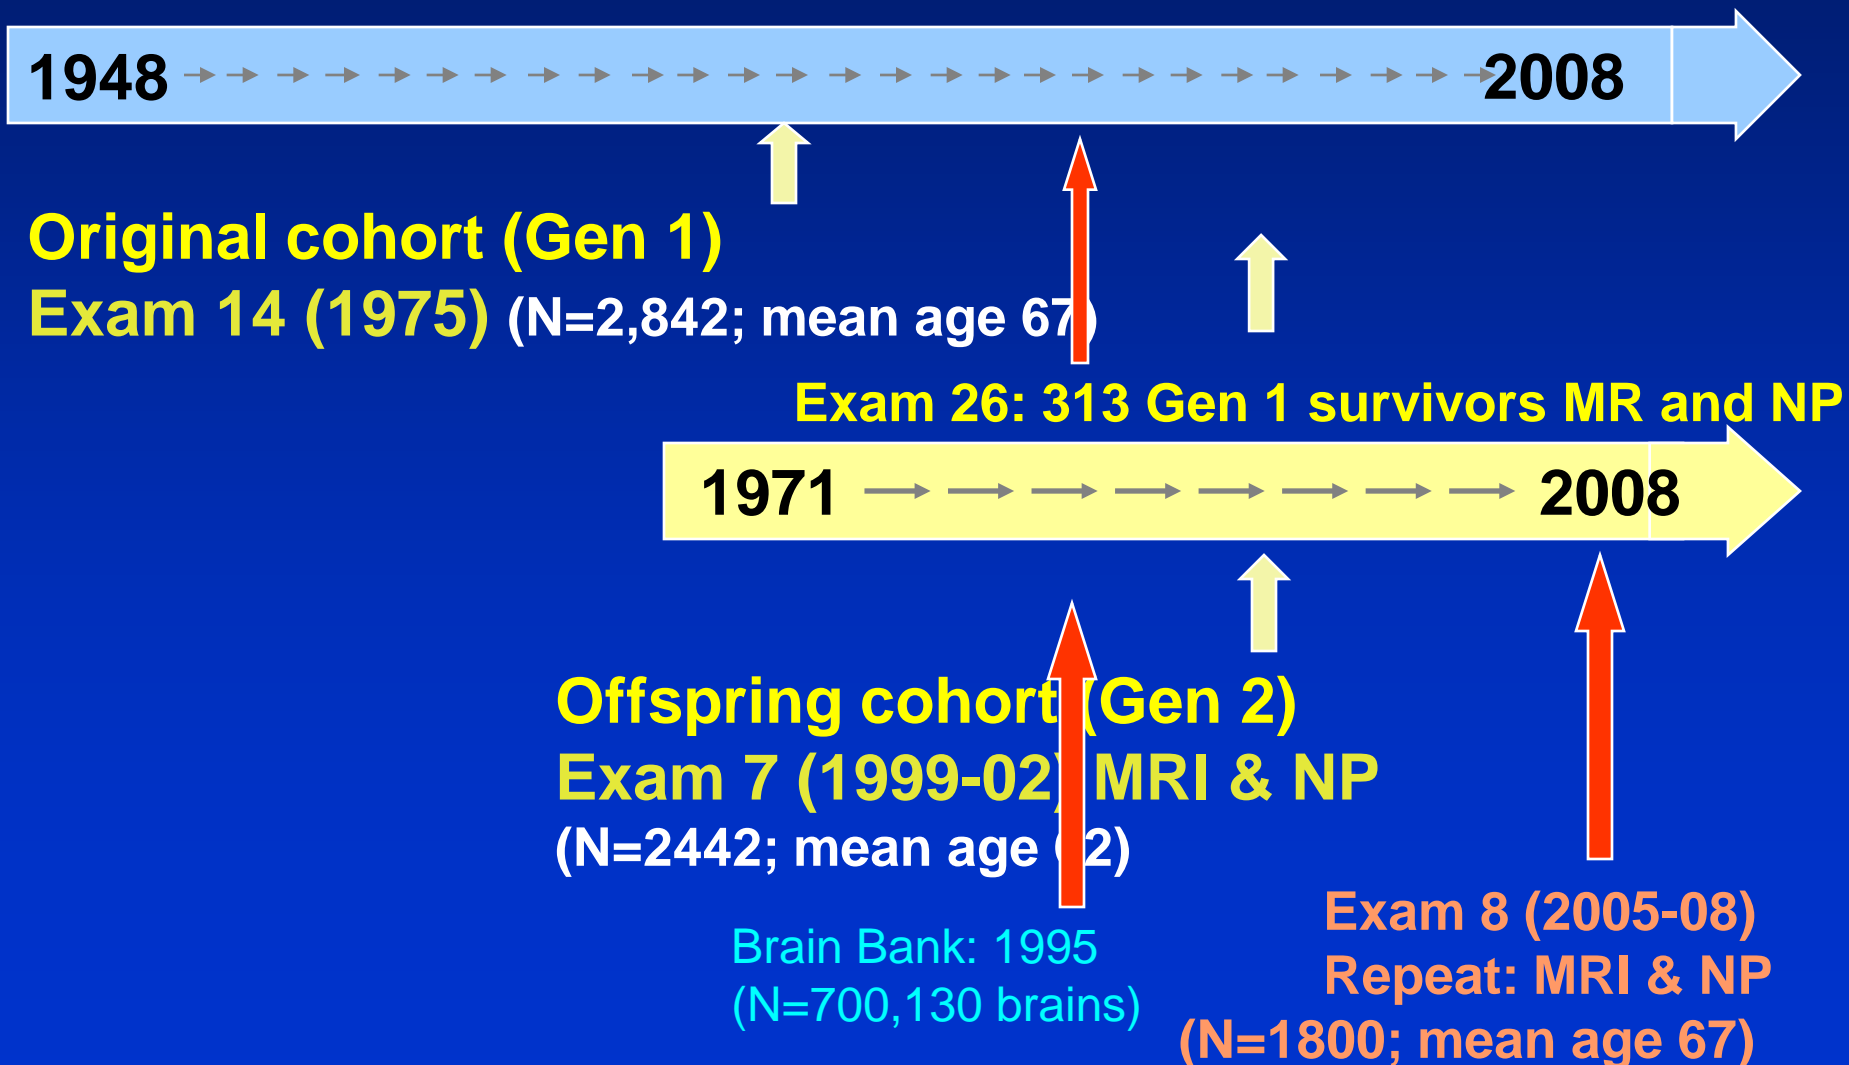 1948 2008
Original cohort (Gen 1)
Exam 14 (1975) (N=2,842; mean age 67)
Exam 26: 313 Gen 1 survivors MR and NP
1971 2008
Offspring cohort (Gen 2)
Exam 7 (1999-02) MRI & NP
(N=2442; mean age 2)
Brain Bank: 1995
(N=700,130 brains)
Exam 8 (2005-08)
Repeat: MRI & NP
(N=1800; mean age 67)